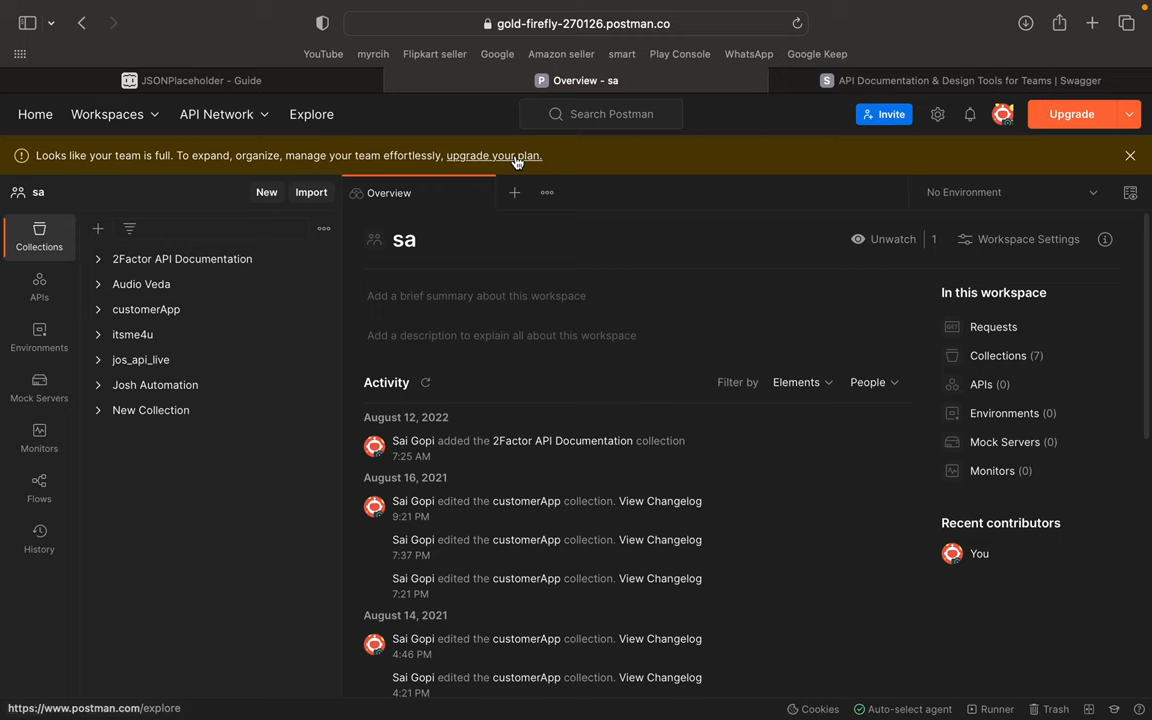 gold-firefly-270126.postman.co
YouTube myrcih Flipkart seller Google Amazon seller smart Play Console WhatsApp Google Keep
JSONPlaceholder - Guide
Overview - sa
API Documentation & Design Tools for Teams | Swagger
Home Workspaces API Network Explore
Search Postman
Invite
Upgrade
Looks like your team is full. To expand, organize, manage your team effortlessly, upgrade your plan.
sa
New Import
Overview
No Environment
Collections
APIs
Environments
Mock Servers
Monitors
Flows
History
2Factor API Documentation
Audio Veda
customerApp
itsme4u
jos_api_live
Josh Automation
New Collection
sa
Unwatch 1 Workspace Settings
Add a brief summary about this workspace
Add a description to explain all about this workspace
Activity
Filter by Elements People
August 12, 2022
Sai Gopi added the 2Factor API Documentation collection
7:25 AM
August 16, 2021
Sai Gopi edited the customerApp collection. View Changelog
9:21 PM
Sai Gopi edited the customerApp collection. View Changelog
7:37 PM
Sai Gopi edited the customerApp collection. View Changelog
7:21 PM
August 14, 2021
Sai Gopi edited the customerApp collection. View Changelog
4:46 PM
Sai Gopi edited the customerApp collection. View Changelog
4:21 PM
In this workspace
GET Requests
Collections (7)
APIs (0)
Environments (0)
Mock Servers (0)
Monitors (0)
Recent contributors
You
https://www.postman.com/explore
Cookies Auto-select agent Runner Trash